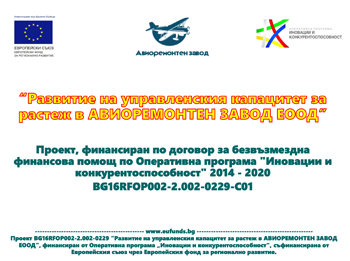 ЕВРОПЕЙСКИ СЪЮЗ
ЕВРОПЕЙСКИ ФОНД
ЗА РЕГИОНАЛНО РАЗВИТИЕ
Авиоремонтен завод
ИНОВАЦИИ И
КОНКУРЕНТОСПОСОБНОСТ
"Развитие на управленския капацитет за
растеж в АВИОРЕМОНТЕН ЗАВОД ЕООД"
Проект, финансиран по договор за безвъзмездна
финансова помощ по Оперативна програма "Иновации и
конкурентоспособност" 2014 - 2020
BG16RFOP002-2.002-0229-C01
www.eufunds.bg
Проект BG16RFOP002-2.002-0229 "Развитие на управленския капацитет за растеж в АВИОРЕМОНТЕН ЗАВОД
ЕООД", финансиран от Оперативна програма „Иновации и конкурентоспособност", съфинансирана от
Европейския съюз чрез Европейския фонд за регионално развитие.